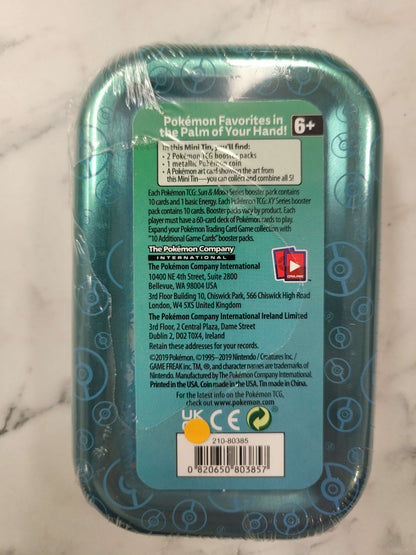 Pokémon Favorites in
the Palm of Your Hand!
6+
In this Mini Tin, you'll find:
• 2 Pokémon TCG booster packs
• 1 metallic Pokémon coin
• A Pokémon art card showing the art from
this Mini Tin—you can collect and combine all 5!
Each Pokémon TCG: Sun & Moon Series booster pack contains
10 cards and 1 basic Energy. Each Pokémon TCG: XY Series booster
pack contains 10 cards. Booster packs vary by product. Each
player must have a 60-card deck of Pokémon cards to play.
Expand your Pokémon Trading Card Game collection with
"10 Additional Game Cards" booster packs.
The Pokémon Company
INTERNATIONAL
The Pokémon Company International
10400 NE 4th Street, Suite 2800
Bellevue, WA 98004 USA
ONLINE
3rd Floor Building 10, Chiswick Park, 566 Chiswick High Road
London, W4 5XS United Kingdom
The Pokémon Company International Ireland Limited
3rd Floor, 2 Central Plaza, Dame Street
Dublin 2, D02 T0X4, Ireland
Retain these addresses for your records.
©2019 Pokémon. ©1995–2019 Nintendo / Creatures Inc. /
GAME FREAK inc. TM, ®, and character names are trademarks of
Nintendo. Manufactured by The Pokémon Company International.
Printed in the USA. Coin made in the USA. Tin made in China.
For the latest info on the Pokémon TCG,
check out www.pokemon.com
UK
CE
210-80385
0 820650 803857